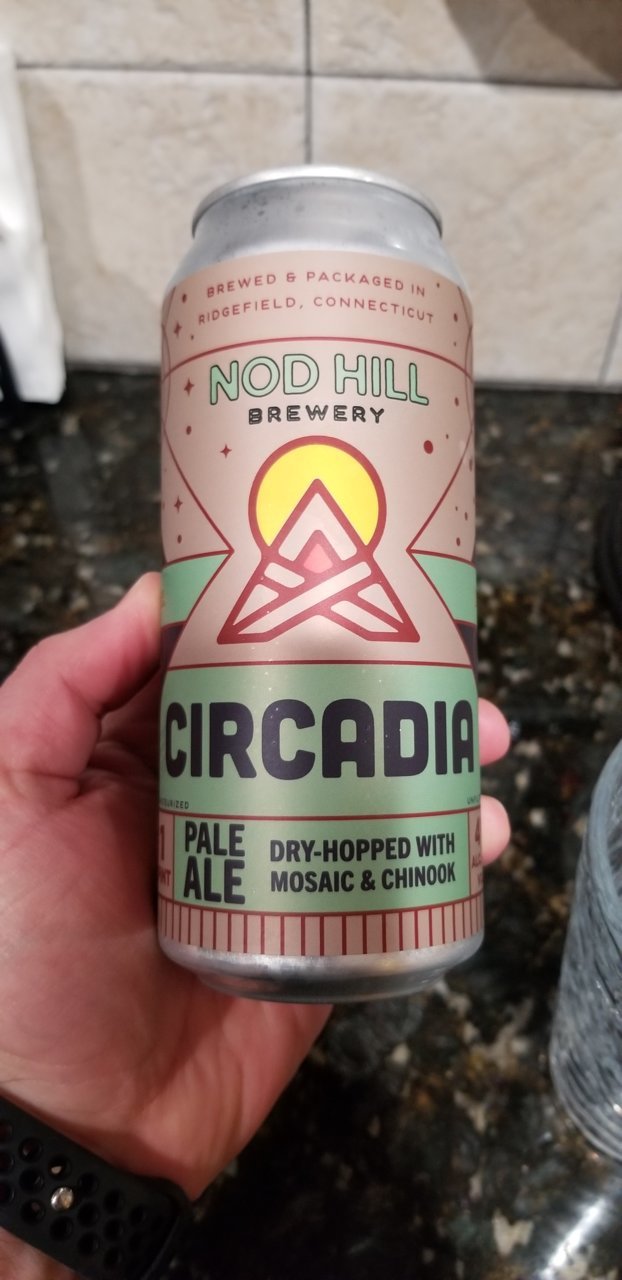 BREWED & PACKAGED IN
RIDGEFIELD, CONNECTICUT
NOD HILL
BREWERY
CIRCADIA
PALE
ALE
DRY-HOPPED WITH
MOSAIC & CHINOOK